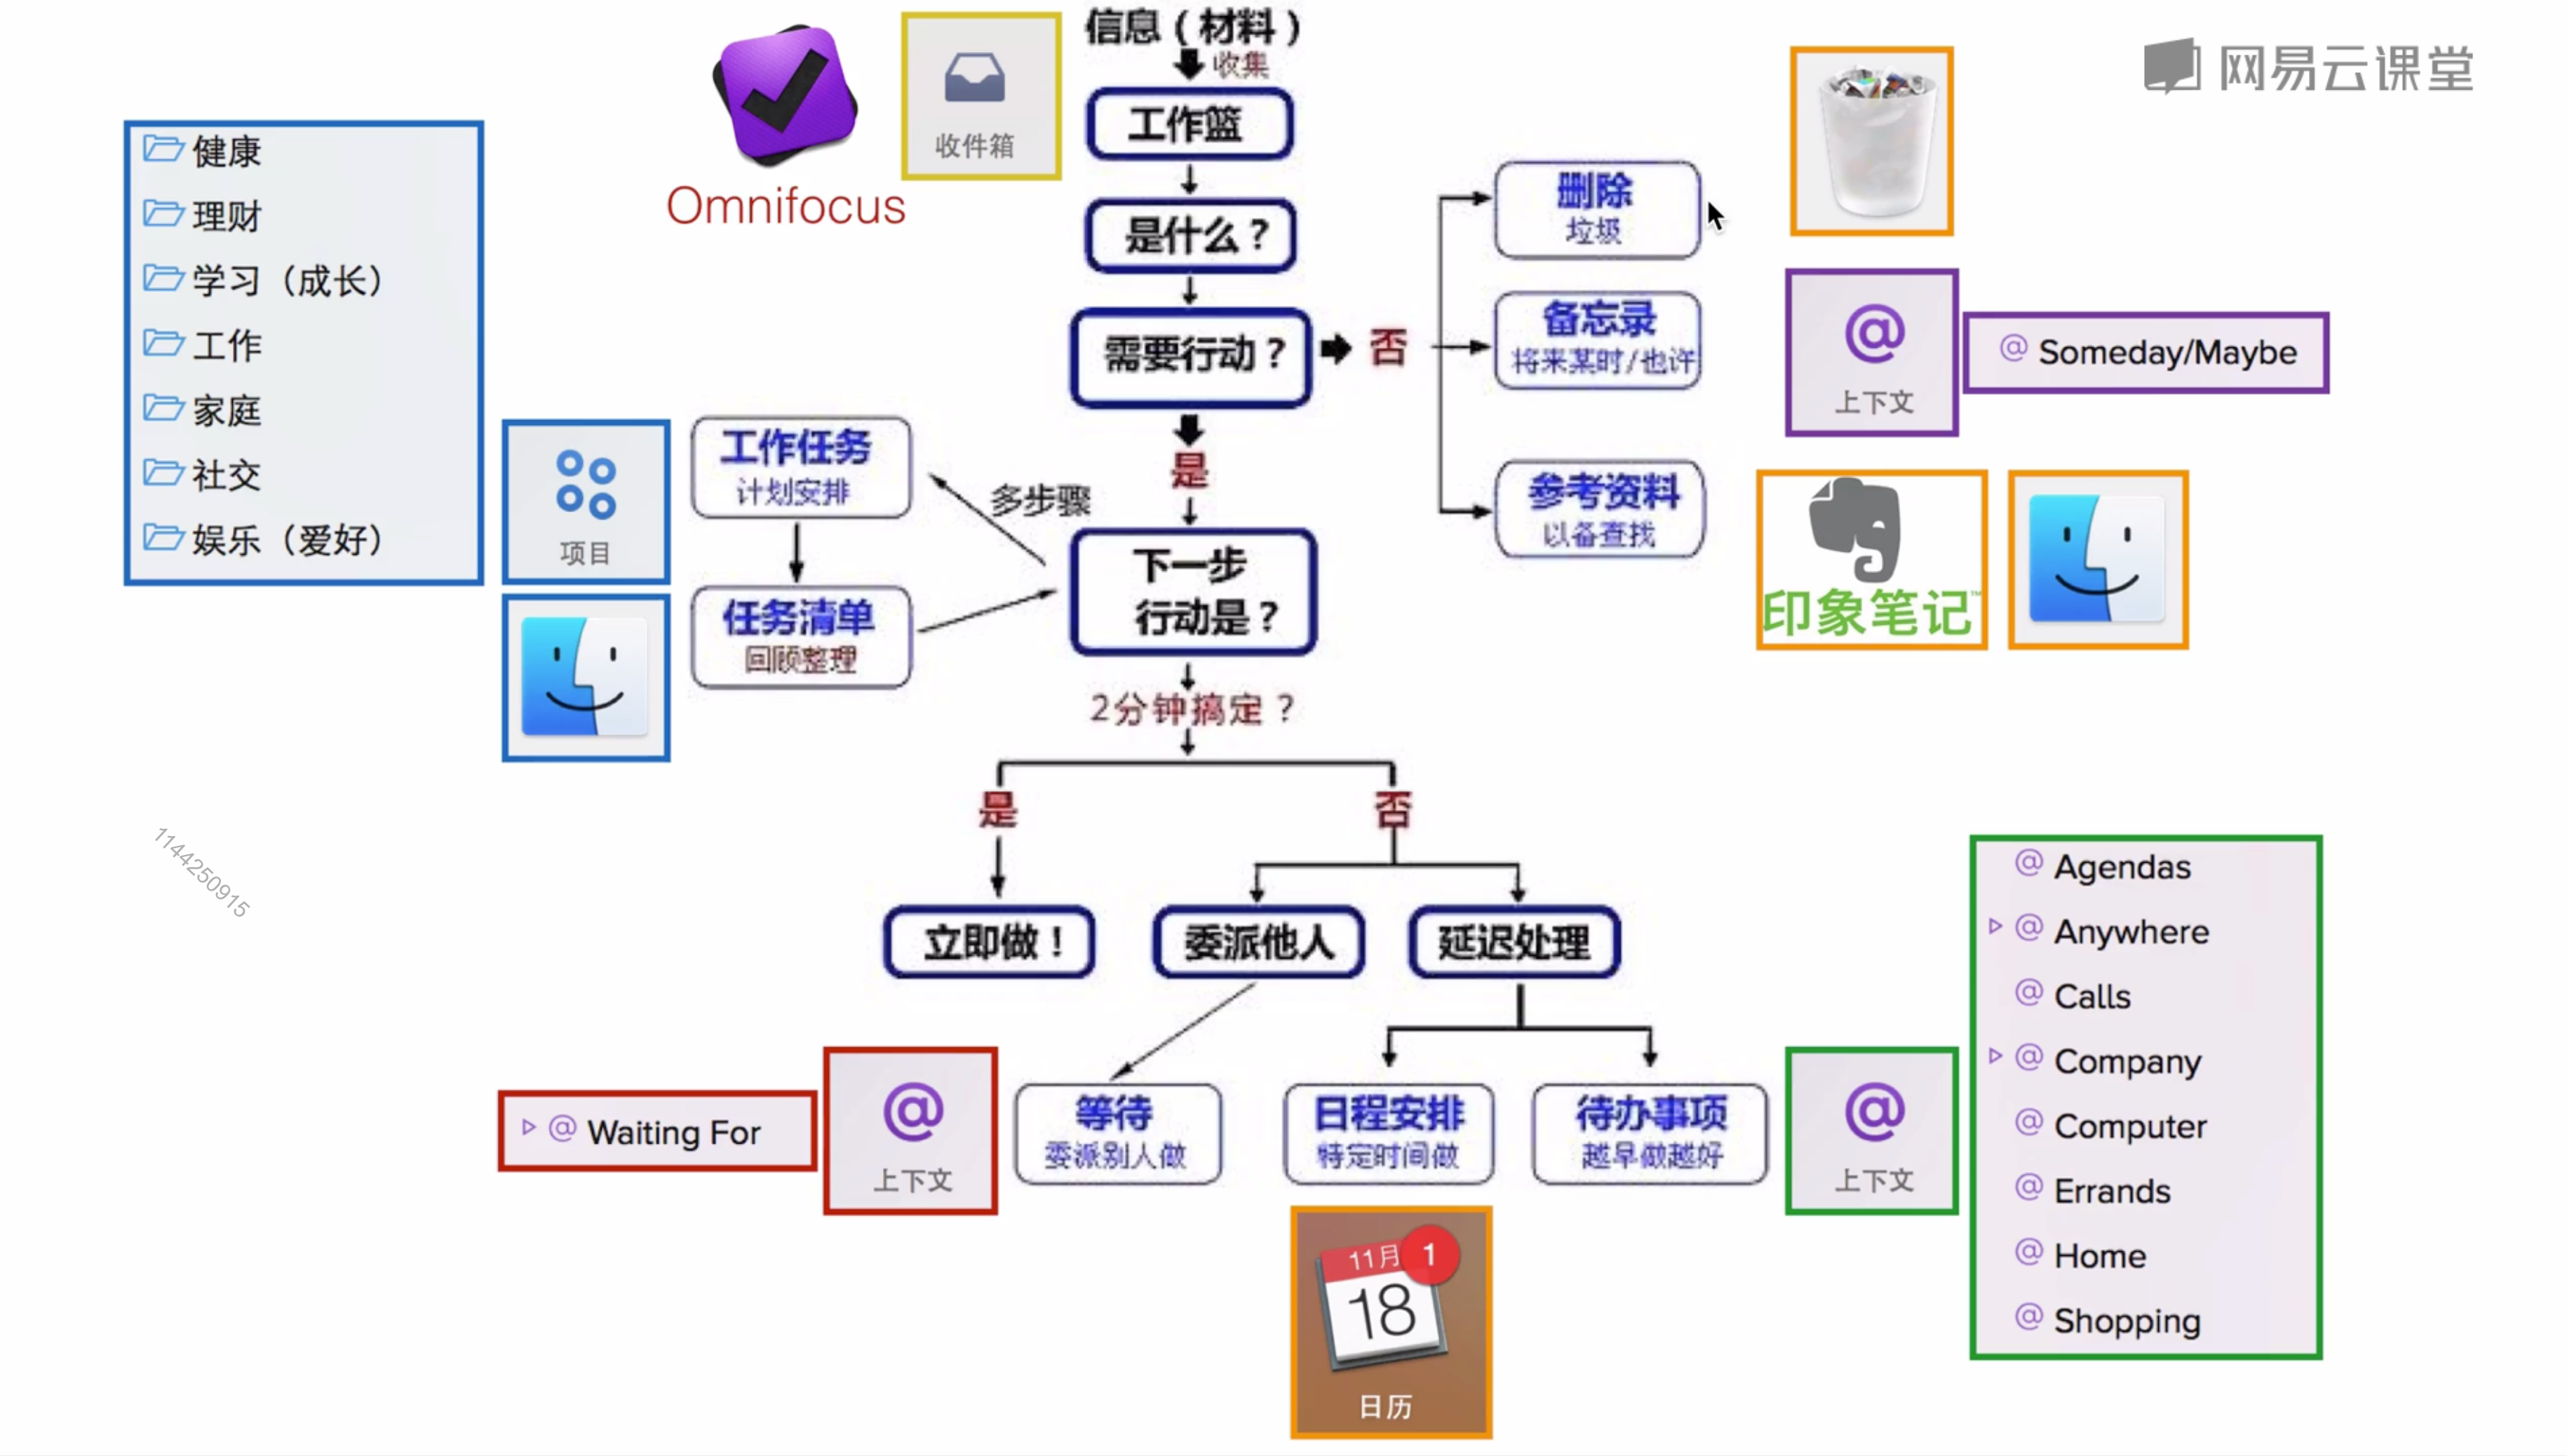 信息（材料）
收集
网易云课堂
工作篮
收件箱
Omnifocus
健康
理财
学习（成长）
工作
家庭
社交
娱乐（爱好）
是什么？
删除
垃圾
需要行动？
否
备忘录
将来某时/也许
@
上下文
@ Someday/Maybe
是
工作任务
计划安排
多步骤
项目
参考资料
以备查找
印象笔记™
下一步
行动是？
任务清单
回顾整理
2分钟搞定？
是
否
1144250915
立即做！
委派他人
延迟处理
@ Waiting For
@
上下文
等待
委派别人做
日程安排
特定时间做
待办事项
越早做越好
@
上下文
@ Agendas
@ Anywhere
@ Calls
@ Company
@ Computer
@ Errands
@ Home
@ Shopping
11月
1
18
日历